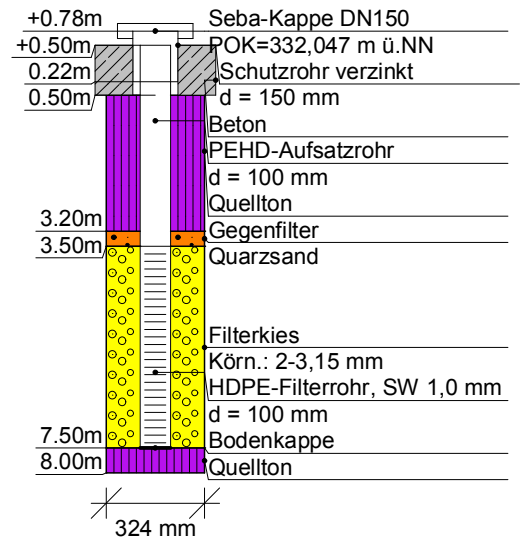 +0.78m
+0.50m
0.22m
0.50m
3.20m
3.50m
7.50m
8.00m
324 mm
Seba-Kappe DN150
POK=332,047 m ü.NN
Schutzrohr verzinkt
d = 150 mm
Beton
PEHD-Aufsatzrohr
d = 100 mm
Quellton
Gegenfilter
Quarzsand
Filterkies
Körn.: 2-3,15 mm
HDPE-Filterrohr, SW 1,0 mm
d = 100 mm
Bodenkappe
Quellton